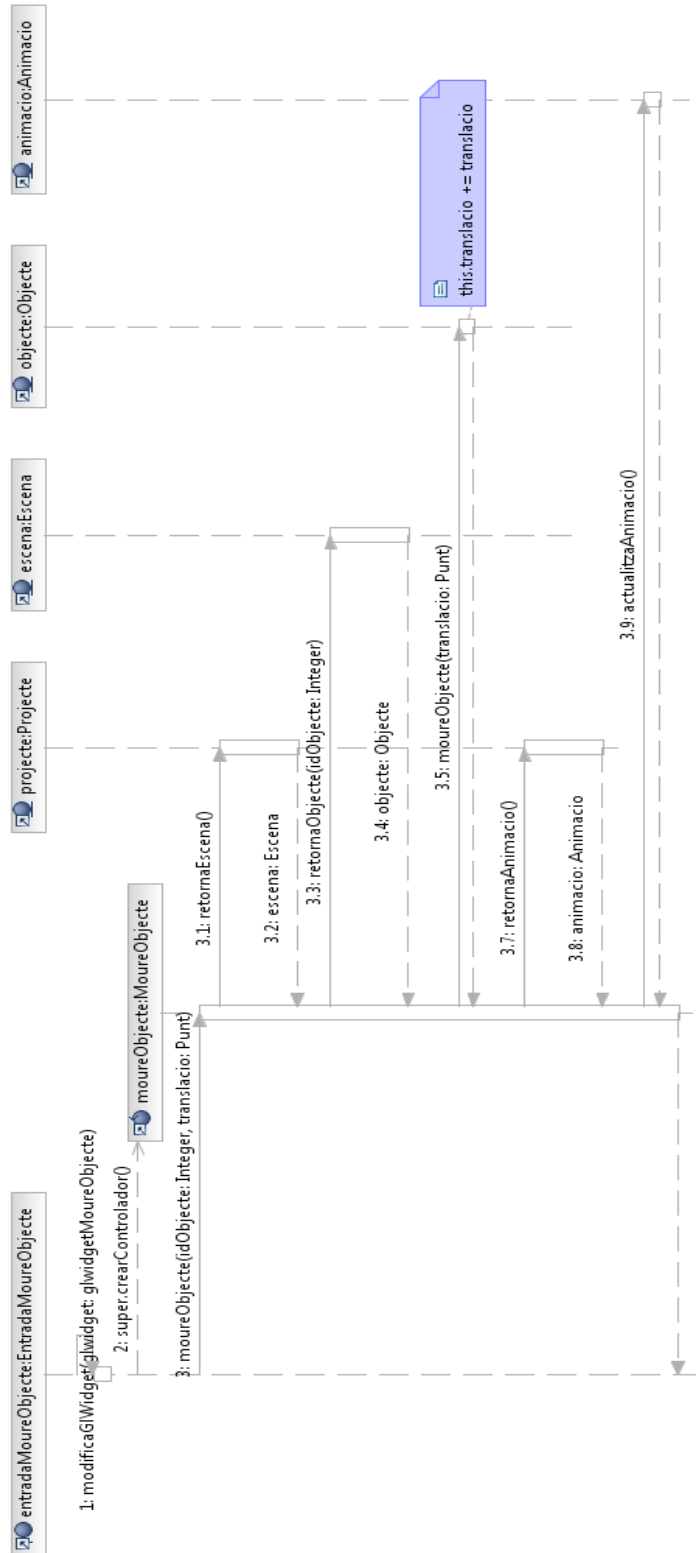 entradaMoureObjecte:EntradaMoureObjecte
moureObjecte:MoureObjecte
projecte:Projecte
escena:Escena
objecte:Objecte
animacio:Animacio
1: modificaGlWidget(glwidget: glwidgetMoureObjecte)
2: super.crearControlador()
3: moureObjecte(idObjecte: Integer, translacio: Punt)
3.1: retornaEscena()
3.2: escena: Escena
3.3: retornaObjecte(idObjecte: Integer)
3.4: objecte: Objecte
3.5: moureObjecte(translacio: Punt)
this.translacio += translacio
3.7: retornaAnimacio()
3.8: animacio: Animacio
3.9: actualitzaAnimacio()